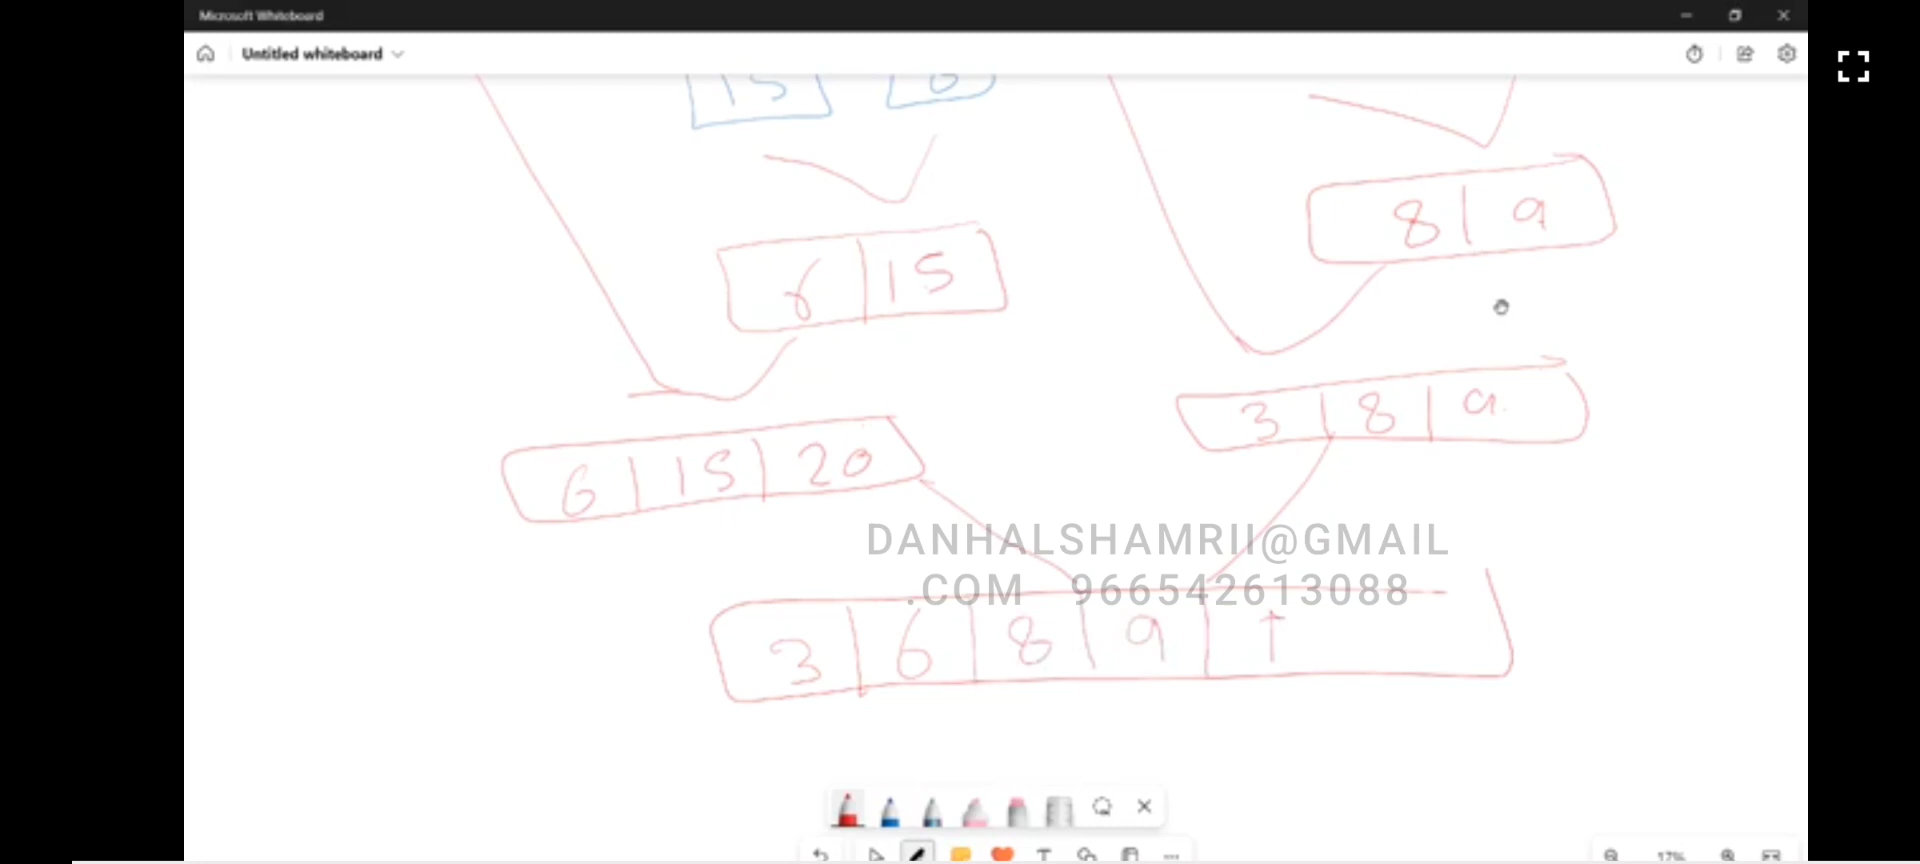 Microsoft Whiteboard
Untitled whiteboard
15
8 | 9
6 | 15
3 | 8 | 9
6 | 15 | 20
DANHALSHAMRII@GMAIL
.COM 966542613088
3 | 6 | 8 | 9 |
17%